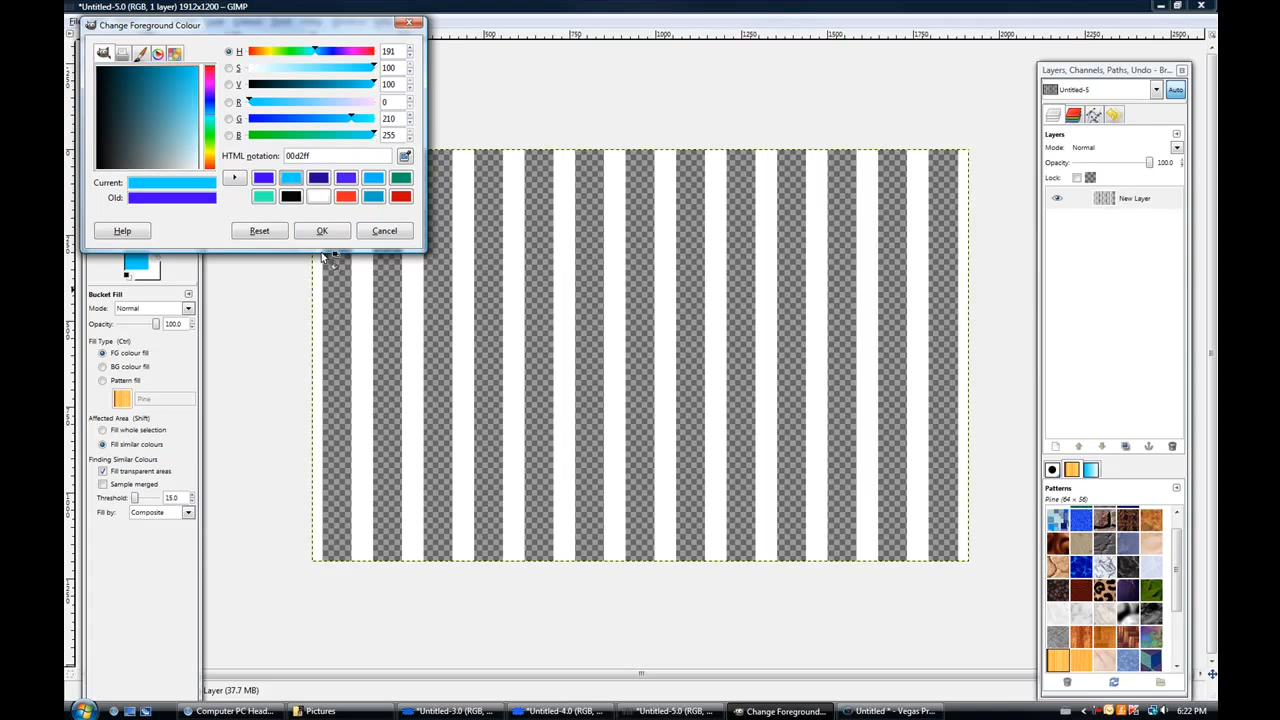 *Untitled-5.0 (RGB, 1 layer) 1912x1200 – GIMP
Change Foreground Colour
H 191
S 100
V 100
R 0
G 210
B 255
HTML notation: 00d2ff
Current:
Old:
Help Reset OK Cancel
500 750 1000 1250 1500 1750 2000 2500
Bucket Fill
Mode: Normal
Opacity: 100.0
Fill Type (Ctrl)
FG colour fill
BG colour fill
Pattern fill
Pine
Affected Area (Shift)
Fill whole selection
Fill similar colours
Finding Similar Colours
Fill transparent areas
Sample merged
Threshold: 15.0
Fill by: Composite
Layers, Channels, Paths, Undo - Br...
Untitled-5 Auto
Layers
Mode: Normal
Opacity: 100.0
Lock:
New Layer
Patterns
Pine (64 × 56)
Layer (37.7 MB)
Computer PC Head...
Pictures
*Untitled-3.0 (RGB, ...
*Untitled-4.0 (RGB, ...
*Untitled-5.0 (RGB, ...
Change Foreground...
Untitled * - Vegas Pr...
6:22 PM